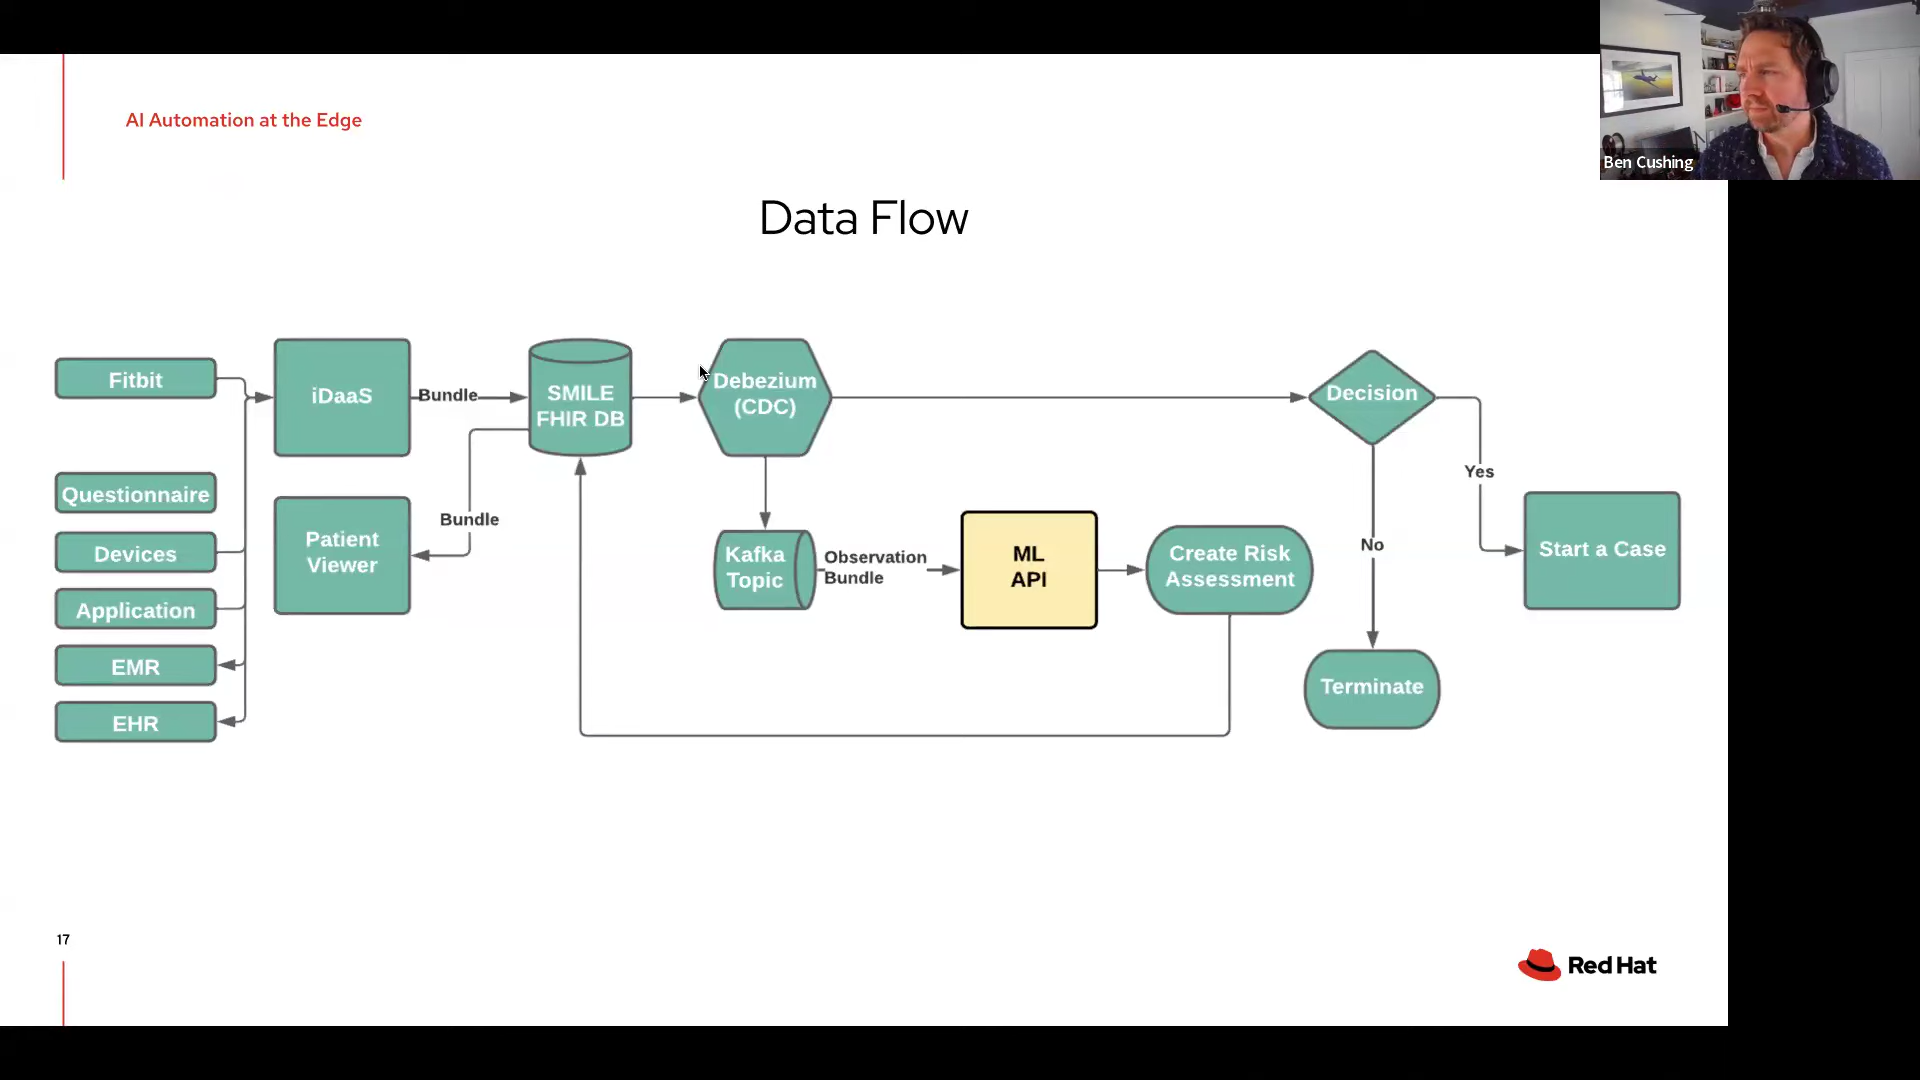 Ben Cushing
AI Automation at the Edge
Data Flow
Fitbit
Questionnaire
Devices
Application
EMR
EHR
iDaaS
Patient
Viewer
Bundle
Bundle
SMILE
FHIR DB
Debezium
(CDC)
Kafka
Topic
Observation
Bundle
ML
API
Create Risk
Assessment
Decision
Yes
No
Terminate
Start a Case
17
Red Hat